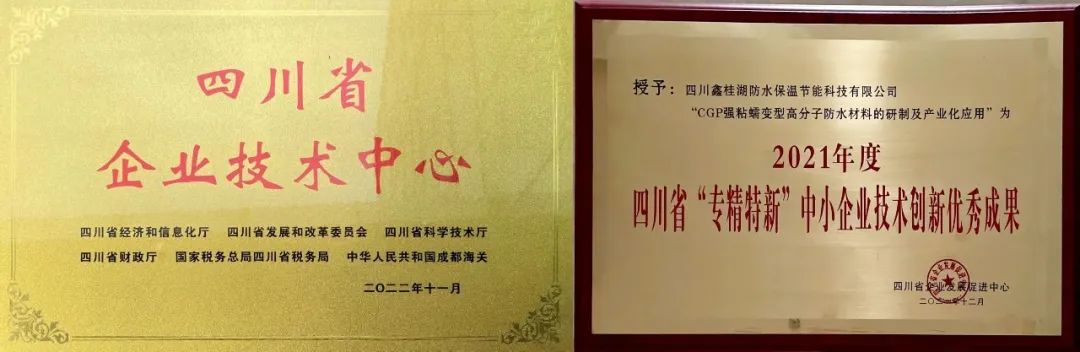 四川省
企业技术中心
四川省经济和信息化厅 四川省发展和改革委员会 四川省科学技术厅
四川省财政厅 国家税务总局四川省税务局 中华人民共和国成都海关
二〇二二年十一月
授予：四川鑫桂湖防水保温节能科技有限公司
“CGP强粘蠕变型高分子防水材料的研制及产业化应用”为
2021年度
四川省“专精特新”中小企业技术创新优秀成果
四川省企业发展促进中心
二〇二一年十二月